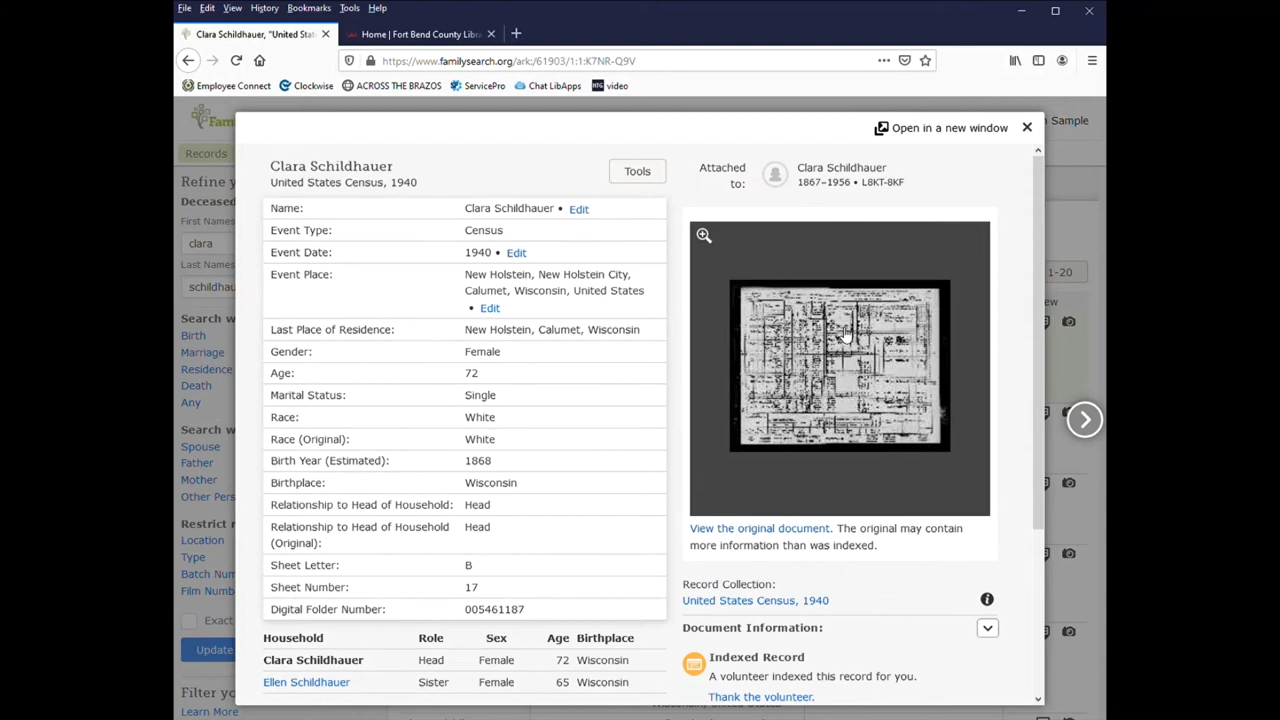 File Edit View History Bookmarks Tools Help
Clara Schildhauer, "United Sta
Home | Fort Bend County Libr
https://www.familysearch.org/ark:/61903/1:1:K7NR-Q9V
Employee Connect Clockwise ACROSS THE BRAZOS ServicePro Chat LibApps video
Sample
Records
Open in a new window
Refine
Deceased
First Names
clara
Last Names
schildhau
Search
Birth
Marriage
Residence
Death
Any
Search
Spouse
Father
Mother
Other Pers
Restrict
Location
Type
Batch Num
Film Numb
Exact
Update
Filter
Learn More
1-20
Clara Schildhauer
United States Census, 1940
Tools
Name: Clara Schildhauer • Edit
Event Type: Census
Event Date: 1940 • Edit
Event Place: New Holstein, New Holstein City,
Calumet, Wisconsin, United States
• Edit
Last Place of Residence: New Holstein, Calumet, Wisconsin
Gender: Female
Age: 72
Marital Status: Single
Race: White
Race (Original): White
Birth Year (Estimated): 1868
Birthplace: Wisconsin
Relationship to Head of Household: Head
Relationship to Head of Household Head
(Original):
Sheet Letter: B
Sheet Number: 17
Digital Folder Number: 005461187
Household Role Sex Age Birthplace
Clara Schildhauer Head Female 72 Wisconsin
Ellen Schildhauer Sister Female 65 Wisconsin
Attached
to:
Clara Schildhauer
1867–1956 • L8KT-8KF
View the original document. The original may contain
more information than was indexed.
Record Collection:
United States Census, 1940
Document Information:
Indexed Record
A volunteer indexed this record for you.
Thank the volunteer.